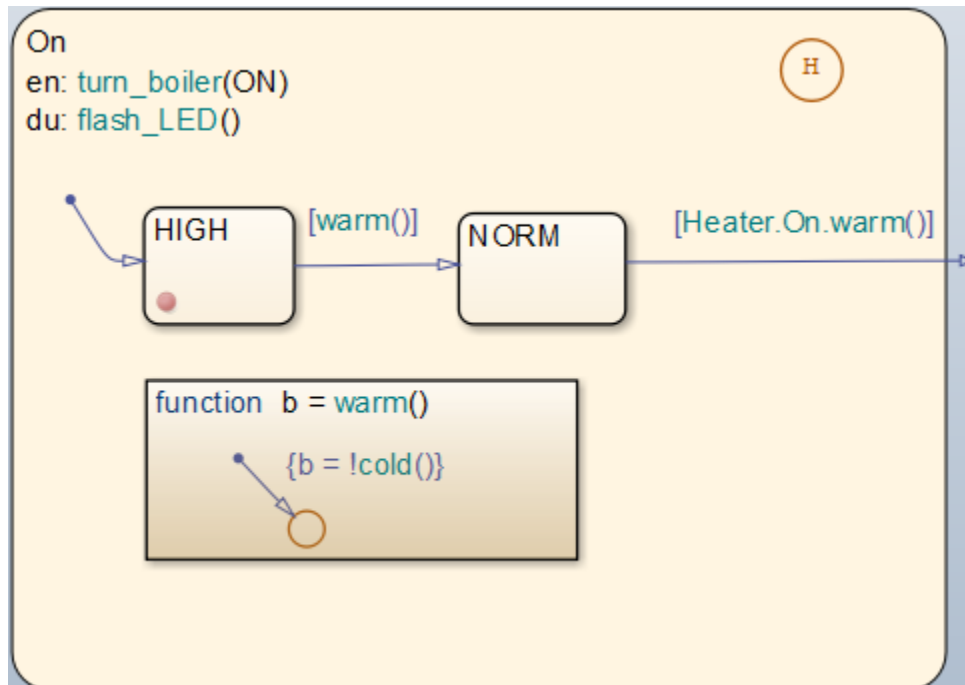 On
en: turn_boiler(ON)
du: flash_LED()
H
HIGH
[warm()]
NORM
[Heater.On.warm()]
function b = warm()
{b = !cold()}